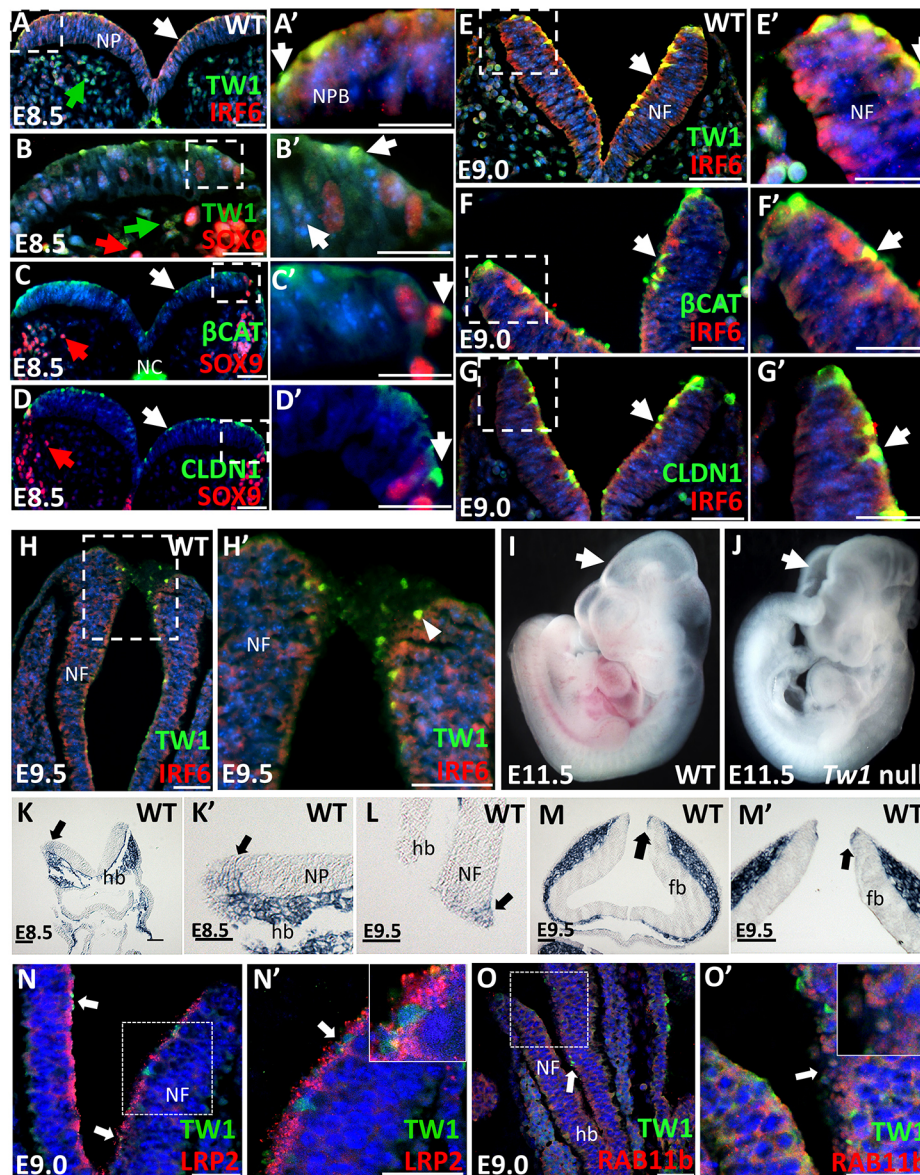 A NP WT
TW1
IRF6
E8.5
A'
NPB
B
TW1
SOX9
E8.5
B'
C
βCAT
SOX9
NC
E8.5
C'
D
CLDN1
SOX9
E8.5
D'
E WT
NF
TW1
IRF6
E9.0
E'
NF
F
βCAT
IRF6
E9.0
F'
G
CLDN1
IRF6
E9.0
G'
H WT
NF
TW1
IRF6
E9.5
H'
NF
TW1
IRF6
E9.5
I
E11.5 WT
J
E11.5 Tw1 null
K WT
hb
E8.5
K' WT
NP
hb
E8.5
L WT
hb
NF
E9.5
M WT
fb
E9.5
M' WT
fb
E9.5
N
NF
TW1
LRP2
E9.0
N'
TW1
LRP2
O
NF
hb
TW1
RAB11b
E9.0
O'
TW1
RAB11b